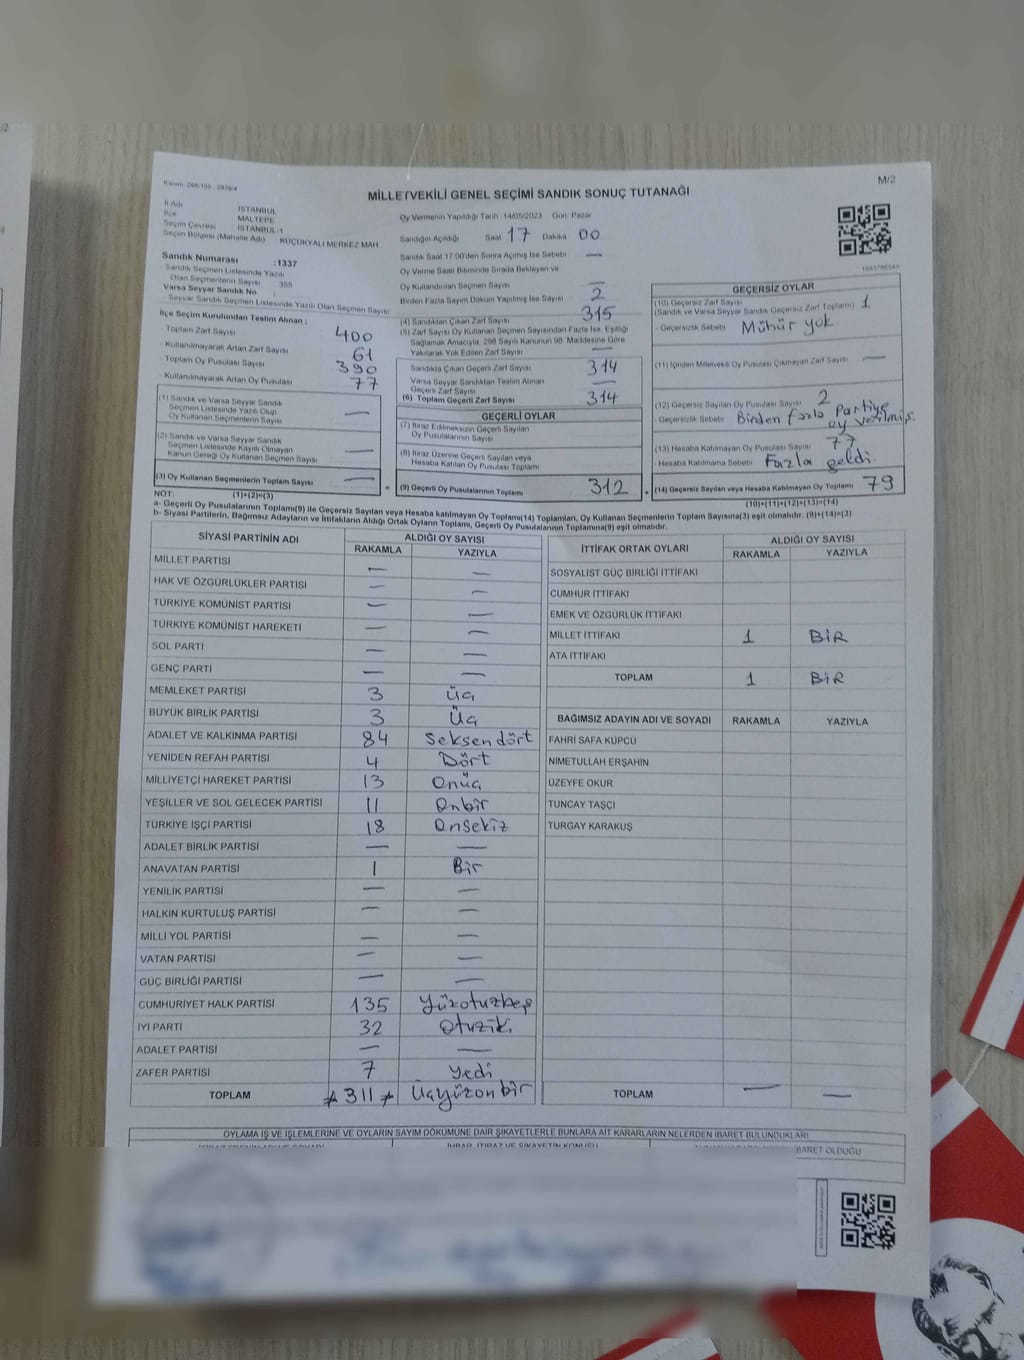 Kanun: 298/105 , 2839/4
MİLLETVEKİLİ GENEL SEÇİMİ SANDIK SONUÇ TUTANAĞI
M/2
İl Adı İSTANBUL
İlçe MALTEPE
Seçim Çevresi İSTANBUL-1
Seçim Bölgesi (Mahalle Adı) KÜÇÜKYALI MERKEZ MAH
Sandık Numarası :1337
- Sandık Seçmen Listesinde Yazılı
Olan Seçmenlerin Sayısı : 355
Varsa Seyyar Sandık No :
- Seyyar Sandık Seçmen Listesinde Yazılı Olan Seçmen Sayısı
İlçe Seçim Kurulundan Teslim Alınan ;
- Toplam Zarf Sayısı 400
- Kullanılmayarak Artan Zarf Sayısı 61
- Toplam Oy Pusulası Sayısı 390
- Kullanılmayarak Artan Oy Pusulası 77
(1) Sandık ve Varsa Seyyar Sandık
Seçmen Listesinde Yazılı Olup
Oy Kullanan Seçmenlerin Sayısı —
(2) Sandık ve Varsa Seyyar Sandık
Seçmen Listesinde Kayıtlı Olmayan
Kanun Gereği Oy Kullanan Seçmen Sayısı —
(3) Oy Kullanan Seçmenlerin Toplam Sayısı —
Oy Vermenin Yapıldığı Tarih 14/05/2023 Gün Pazar
Sandığın Açıldığı Saat 17 Dakika 00
Sandık Saat 17:00'den Sonra Açılmış İse Sebebi —
Oy Verme Saati Bitiminde Sırada Bekleyen ve
Oy Kullandırılan Seçmen Sayısı —
Birden Fazla Sayım Döküm Yapılmış İse Sayısı 2
(4) Sandıktan Çıkan Zarf Sayısı 315
(5) Zarf Sayısı Oy Kullanan Seçmen Sayısından Fazla İse, Eşitliği
Sağlamak Amacıyla, 298 Sayılı Kanunun 98. Maddesine Göre
Yakılarak Yok Edilen Zarf Sayısı —
Sandıkta Çıkan Geçerli Zarf Sayısı 314
Varsa Seyyar Sandıktan Teslim Alınan
Geçerli Zarf Sayısı —
(6) Toplam Geçerli Zarf Sayısı 314
GEÇERLİ OYLAR
(7) İtiraz Edilmeksizin Geçerli Sayılan
Oy Pusulalarının Sayısı
(8) İtiraz Üzerine Geçerli Sayılan veya
Hesaba Katılan Oy Pusulası Toplamı
= (9) Geçerli Oy Pusulalarının Toplamı 312
GEÇERSİZ OYLAR
(10) Geçersiz Zarf Sayısı
(Sandık ve Varsa Seyyar Sandık Geçersiz Zarf Toplamı) 1
- Geçersizlik Sebebi Mühür yok.
(11) İçinden Milletvekili Oy Pusulası Çıkmayan Zarf Sayısı —
(12) Geçersiz Sayılan Oy Pusulası Sayısı 2
- Geçersizlik Sebebi Birden fazla Partiye
oy verilmiş.
(13) Hesaba Katılmayan Oy Pusulası Sayısı 77
- Hesaba Katılmama Sebebi Fazla geldi.
+ (14) Geçersiz Sayılan veya Hesaba Katılmayan Oy Toplamı 79
NOT: (1)+(2)=(3) (10)+(11)+(12)+(13)=(14)
a- Geçerli Oy Pusulalarının Toplamı(9) ile Geçersiz Sayılan veya Hesaba katılmayan Oy Toplamı(14) Toplamları, Oy Kullanan Seçmenlerin Toplam Sayısına(3) eşit olmalıdır. (9)+(14)=(3)
b- Siyasi Partilerin, Bağımsız Adayların ve İttifakların Aldığı Ortak Oyların Toplamı, Geçerli Oy Pusulalarının Toplamına(9) eşit olmalıdır.
SİYASİ PARTİNİN ADI ALDIĞI OY SAYISI
RAKAMLA YAZIYLA
MİLLET PARTİSİ — —
HAK VE ÖZGÜRLÜKLER PARTİSİ — —
TÜRKİYE KOMÜNİST PARTİSİ — —
TÜRKİYE KOMÜNİST HAREKETİ — —
SOL PARTİ — —
GENÇ PARTİ — —
MEMLEKET PARTİSİ 3 Üç
BÜYÜK BİRLİK PARTİSİ 3 Üç
ADALET VE KALKINMA PARTİSİ 84 Seksendört
YENİDEN REFAH PARTİSİ 4 Dört
MİLLİYETÇİ HAREKET PARTİSİ 13 Onüç
YEŞİLLER VE SOL GELECEK PARTİSİ 11 Onbir
TÜRKİYE İŞÇİ PARTİSİ 18 Onsekiz
ADALET BİRLİK PARTİSİ — —
ANAVATAN PARTİSİ 1 Bir
YENİLİK PARTİSİ — —
HALKIN KURTULUŞ PARTİSİ — —
MİLLİ YOL PARTİSİ — —
VATAN PARTİSİ — —
GÜÇ BİRLİĞİ PARTİSİ — —
CUMHURİYET HALK PARTİSİ 135 Yüzotuzbeş
İYİ PARTİ 32 Otuziki
ADALET PARTİSİ — —
ZAFER PARTİSİ 7 Yedi
TOPLAM ≠311≠ Üçyüzonbir
İTTİFAK ORTAK OYLARI ALDIĞI OY SAYISI
RAKAMLA YAZIYLA
SOSYALİST GÜÇ BİRLİĞİ İTTİFAKI
CUMHUR İTTİFAKI
EMEK VE ÖZGÜRLÜK İTTİFAKI
MİLLET İTTİFAKI 1 BİR
ATA İTTİFAKI
TOPLAM 1 BİR
BAĞIMSIZ ADAYIN ADI VE SOYADI RAKAMLA YAZIYLA
FAHRİ SAFA KÜPCÜ
NİMETULLAH ERŞAHİN
ÜZEYFE OKUR
TUNCAY TAŞÇI
TURGAY KARAKUŞ
TOPLAM — —
OYLAMA İŞ VE İŞLEMLERİNE VE OYLARIN SAYIM DÖKÜMÜNE DAİR ŞİKAYETLERLE BUNLARA AİT KARARLARIN NELERDEN İBARET BULUNDUKLARI
İHBAR, İTİRAZ VE ŞİKAYETİN KONUSU
İBARET OLDUĞU